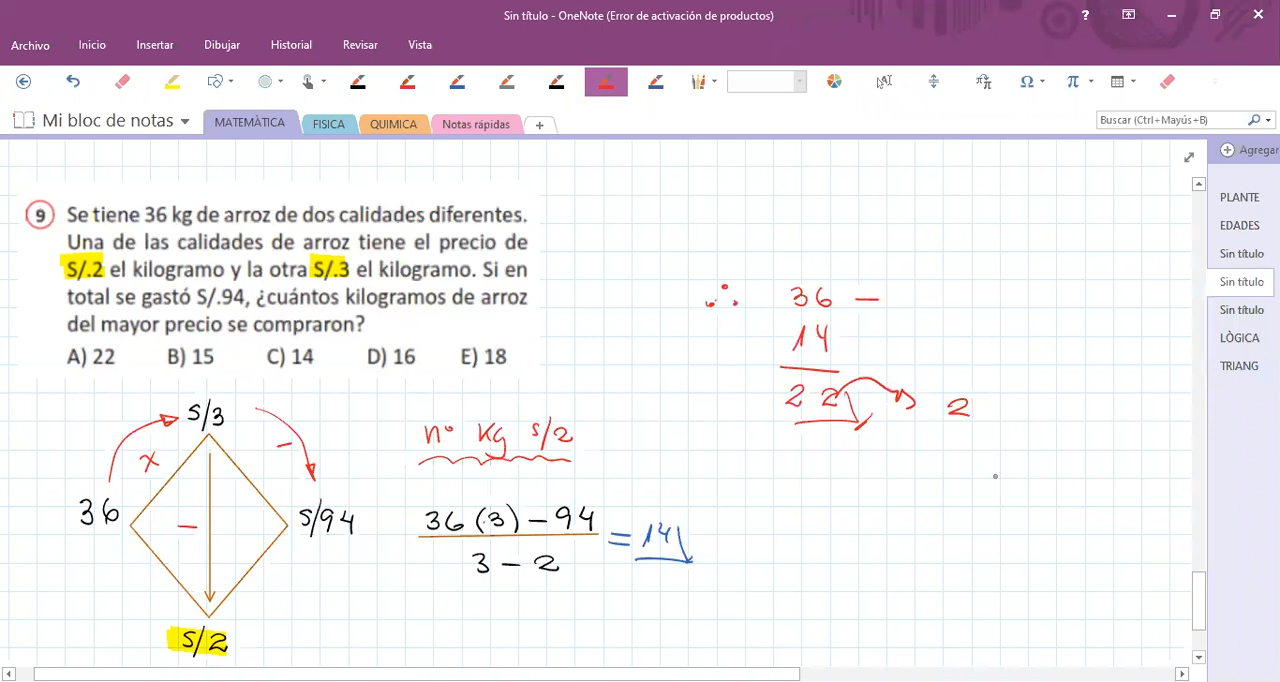 Sin título - OneNote (Error de activación de productos)
?
Archivo Inicio Insertar Dibujar Historial Revisar Vista
Mi bloc de notas MATEMÀTICA FISICA QUIMICA Notas rápidas +
Buscar (Ctrl+Mayús+B)
Agregar
PLANTE
EDADES
Sin título
Sin título
Sin título
LÒGICA
TRIANG
9 Se tiene 36 kg de arroz de dos calidades diferentes.
Una de las calidades de arroz tiene el precio de
S/.2 el kilogramo y la otra S/.3 el kilogramo. Si en
total se gastó S/.94, ¿cuántos kilogramos de arroz
del mayor precio se compraron?
A) 22 B) 15 C) 14 D) 16 E) 18
S/3
x
-
36
-
S/94
S/2
nº kg s/2
36 (3) - 94
3 - 2
= 14
∴ 36 -
14
22
2